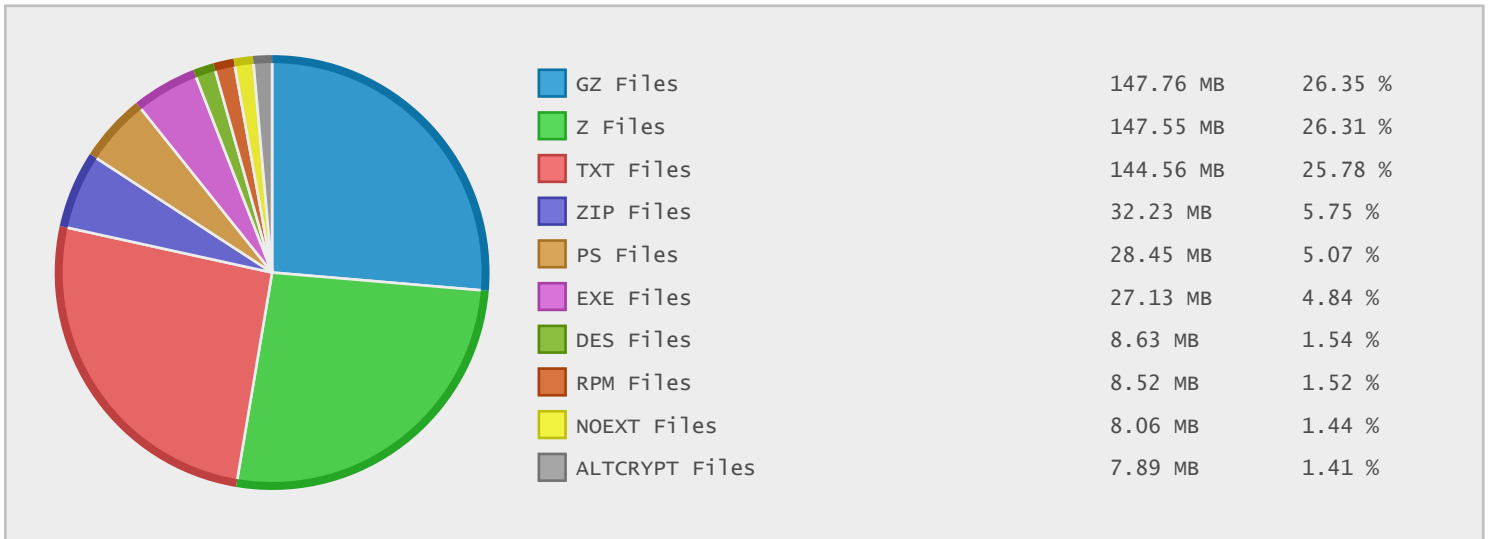 GZ Files 147.76 MB 26.35 %
Z Files 147.55 MB 26.31 %
TXT Files 144.56 MB 25.78 %
ZIP Files 32.23 MB 5.75 %
PS Files 28.45 MB 5.07 %
EXE Files 27.13 MB 4.84 %
DES Files 8.63 MB 1.54 %
RPM Files 8.52 MB 1.52 %
NOEXT Files 8.06 MB 1.44 %
ALTCRYPT Files 7.89 MB 1.41 %